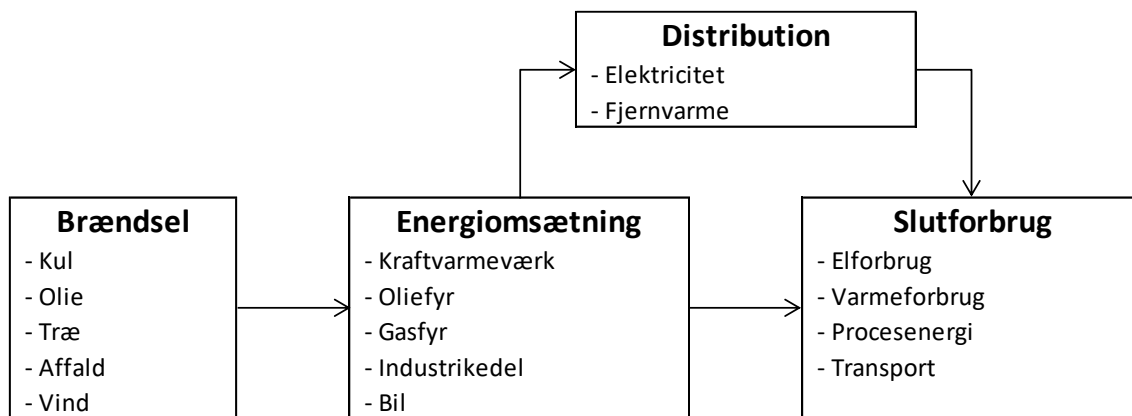 Distribution
- Elektricitet
- Fjernvarme
Brændsel
- Kul
- Olie
- Træ
- Affald
- Vind
Energiomsætning
- Kraftvarmeværk
- Oliefyr
- Gasfyr
- Industrikedel
- Bil
Slutforbrug
- Elforbrug
- Varmeforbrug
- Procesenergi
- Transport